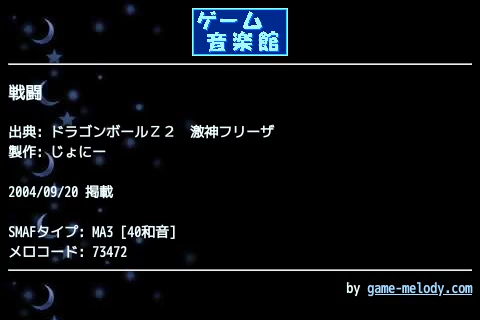 ゲーム
音楽館
戦闘
出典: ドラゴンボールZ2 激神フリーザ
製作: じょにー
2004/09/20 掲載
SMAFタイプ: MA3 [40和音]
メロコード: 73472
by game-melody.com